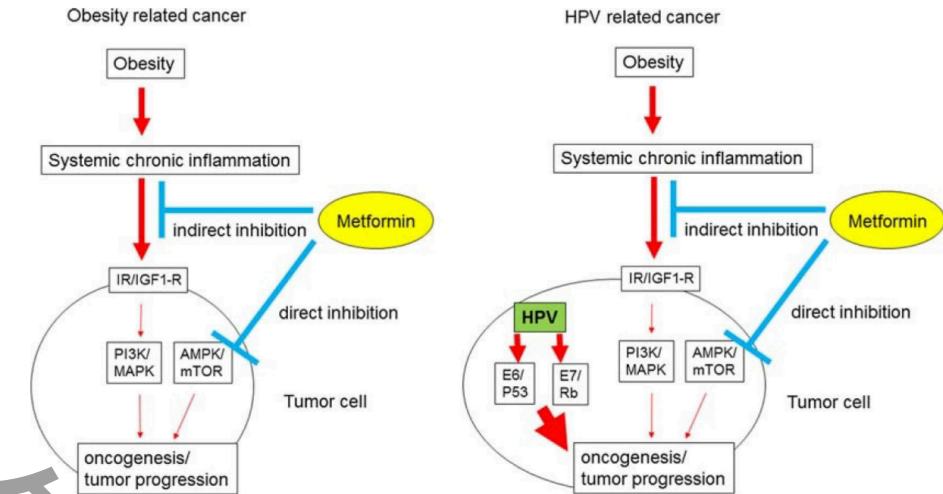 Obesity related cancer
Obesity
Systemic chronic inflammation
Metformin
indirect inhibition
IR/IGF1-R
direct inhibition
PI3K/
MAPK
AMPK/
mTOR
Tumor cell
oncogenesis/
tumor progression
HPV related cancer
Obesity
Systemic chronic inflammation
Metformin
indirect inhibition
IR/IGF1-R
direct inhibition
HPV
E6/
P53
E7/
Rb
PI3K/
MAPK
AMPK/
mTOR
Tumor cell
oncogenesis/
tumor progression